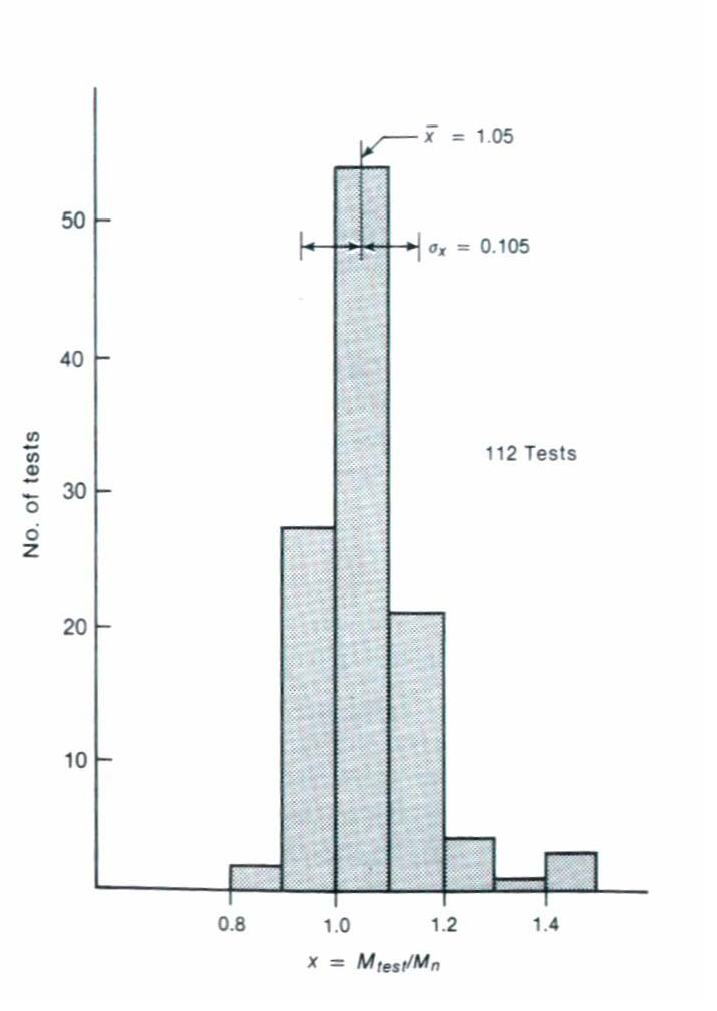 x̄ = 1.05
50
σx = 0.105
40
112 Tests
30
No. of tests
20
10
0.8 1.0 1.2 1.4
x = Mtest/Mn